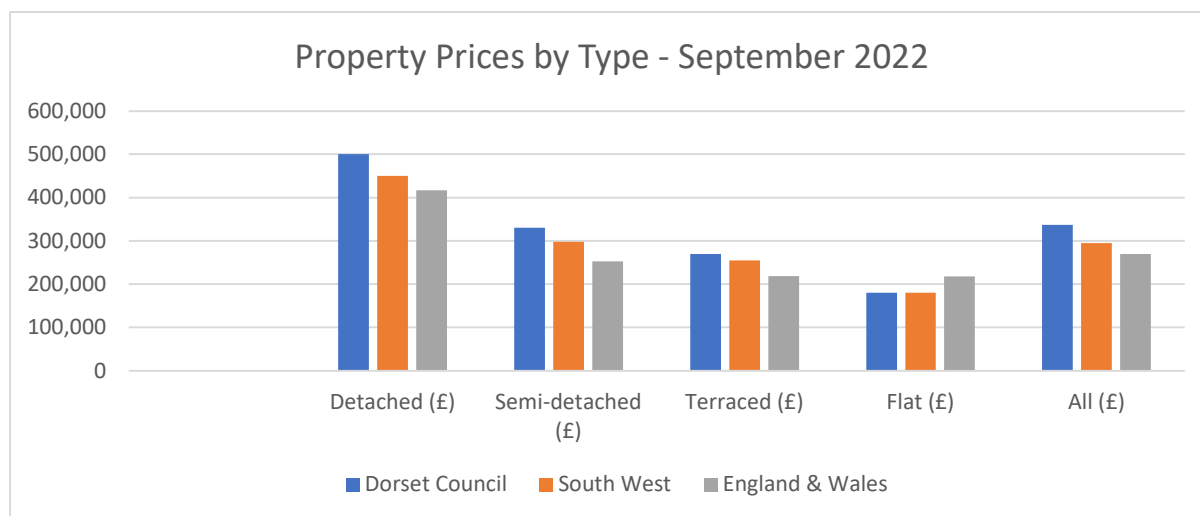 Property Prices by Type - September 2022
600,000
500,000
400,000
300,000
200,000
100,000
0
Detached (£)
Semi-detached
(£)
Terraced (£)
Flat (£)
All (£)
Dorset Council
South West
England & Wales